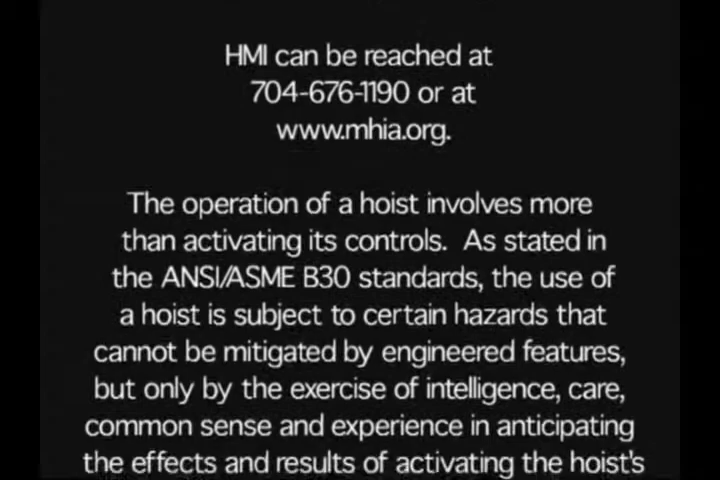 HMI can be reached at
704-676-1190 or at
www.mhia.org.
The operation of a hoist involves more
than activating its controls.  As stated in
the ANSI/ASME B30 standards, the use of
a hoist is subject to certain hazards that
cannot be mitigated by engineered features,
but only by the exercise of intelligence, care,
common sense and experience in anticipating
the effects and results of activating the hoist's